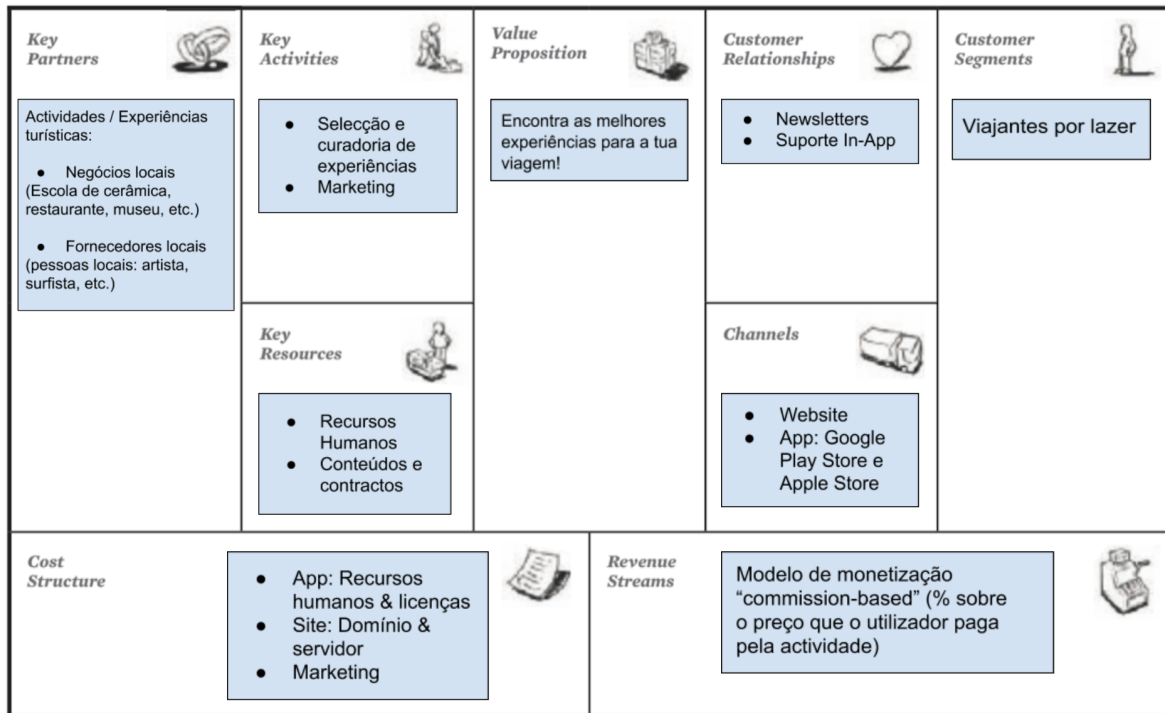 Key
Partners
Actividades / Experiências
turísticas:
● Negócios locais
(Escola de cerâmica,
restaurante, museu, etc.)
● Fornecedores locais
(pessoas locais: artista,
surfista, etc.)
Key
Activities
● Selecção e
curadoria de
experiências
● Marketing
Key
Resources
● Recursos
Humanos
● Conteúdos e
contractos
Value
Proposition
Encontra as melhores
experiências para a tua
viagem!
Customer
Relationships
● Newsletters
● Suporte In-App
Channels
● Website
● App: Google
Play Store e
Apple Store
Customer
Segments
Viajantes por lazer
Cost
Structure
● App: Recursos
humanos & licenças
● Site: Domínio &
servidor
● Marketing
Revenue
Streams
Modelo de monetização
“commission-based” (% sobre
o preço que o utilizador paga
pela actividade)